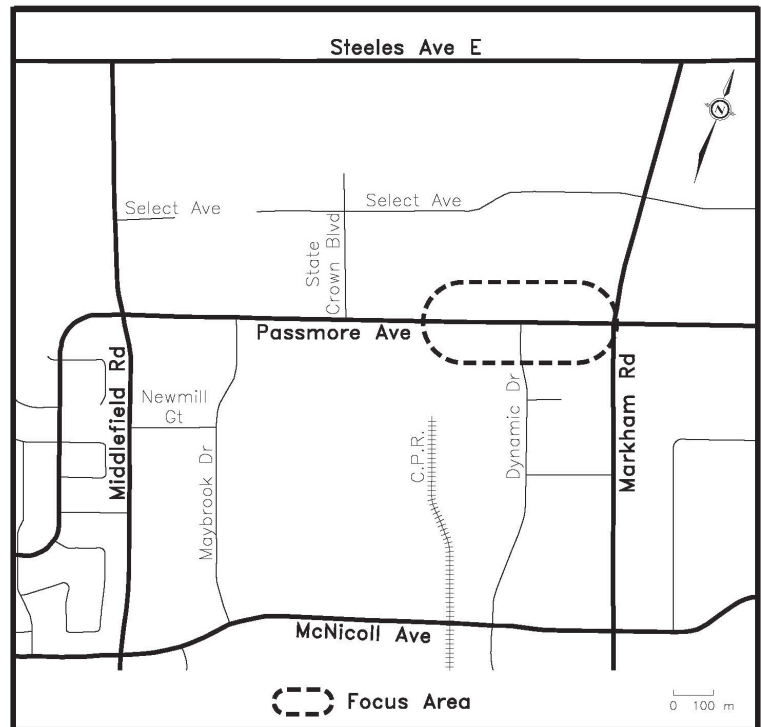 Steeles Ave E
N
Select Ave
Select Ave
State
Crown Blvd
Passmore Ave
Middlefield Rd
Newmill
Gt
Maybrook Dr
C.P.R.
Dynamic Dr
Markham Rd
McNicoll Ave
Focus Area
0 100 m